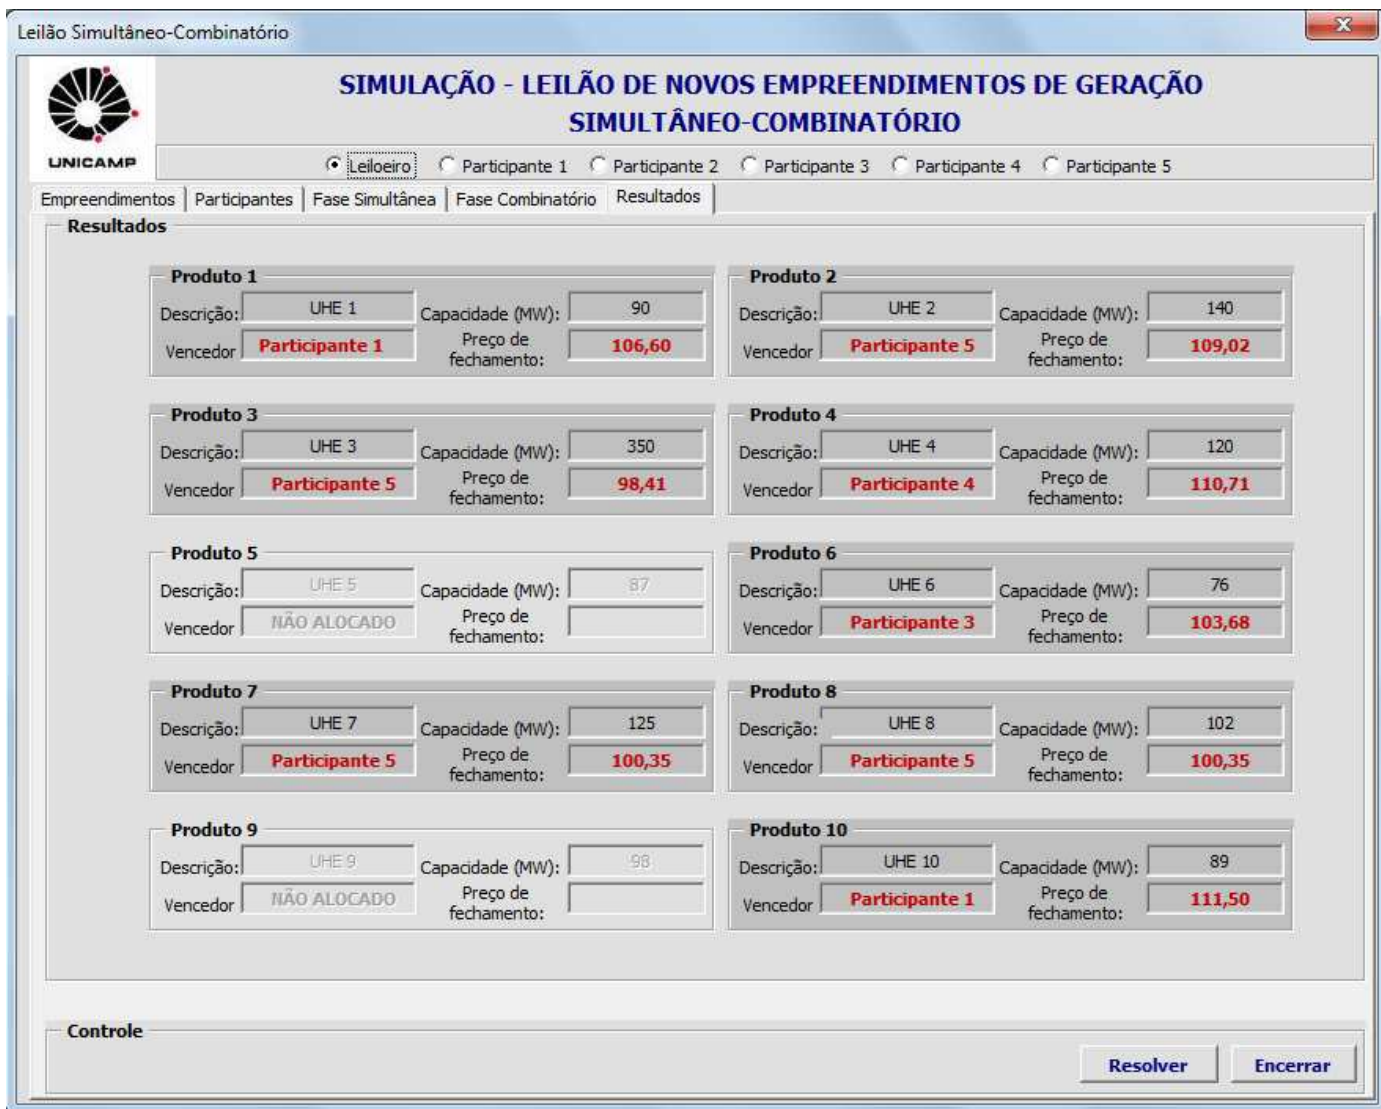 Leilão Simultâneo-Combinatório
SIMULAÇÃO - LEILÃO DE NOVOS EMPREENDIMENTOS DE GERAÇÃO
SIMULTÂNEO-COMBINATÓRIO
UNICAMP
Leiloeiro Participante 1 Participante 2 Participante 3 Participante 4 Participante 5
Empreendimentos Participantes Fase Simultânea Fase Combinatório Resultados
Resultados
Produto 1
Descrição: UHE 1 Capacidade (MW): 90
Vencedor Participante 1 Preço de fechamento: 106,60
Produto 2
Descrição: UHE 2 Capacidade (MW): 140
Vencedor Participante 5 Preço de fechamento: 109,02
Produto 3
Descrição: UHE 3 Capacidade (MW): 350
Vencedor Participante 5 Preço de fechamento: 98,41
Produto 4
Descrição: UHE 4 Capacidade (MW): 120
Vencedor Participante 4 Preço de fechamento: 110,71
Produto 5
Descrição: UHE 5 Capacidade (MW): 87
Vencedor NÃO ALOCADO Preço de fechamento:
Produto 6
Descrição: UHE 6 Capacidade (MW): 76
Vencedor Participante 3 Preço de fechamento: 103,68
Produto 7
Descrição: UHE 7 Capacidade (MW): 125
Vencedor Participante 5 Preço de fechamento: 100,35
Produto 8
Descrição: UHE 8 Capacidade (MW): 102
Vencedor Participante 5 Preço de fechamento: 100,35
Produto 9
Descrição: UHE 9 Capacidade (MW): 98
Vencedor NÃO ALOCADO Preço de fechamento:
Produto 10
Descrição: UHE 10 Capacidade (MW): 89
Vencedor Participante 1 Preço de fechamento: 111,50
Controle
Resolver Encerrar